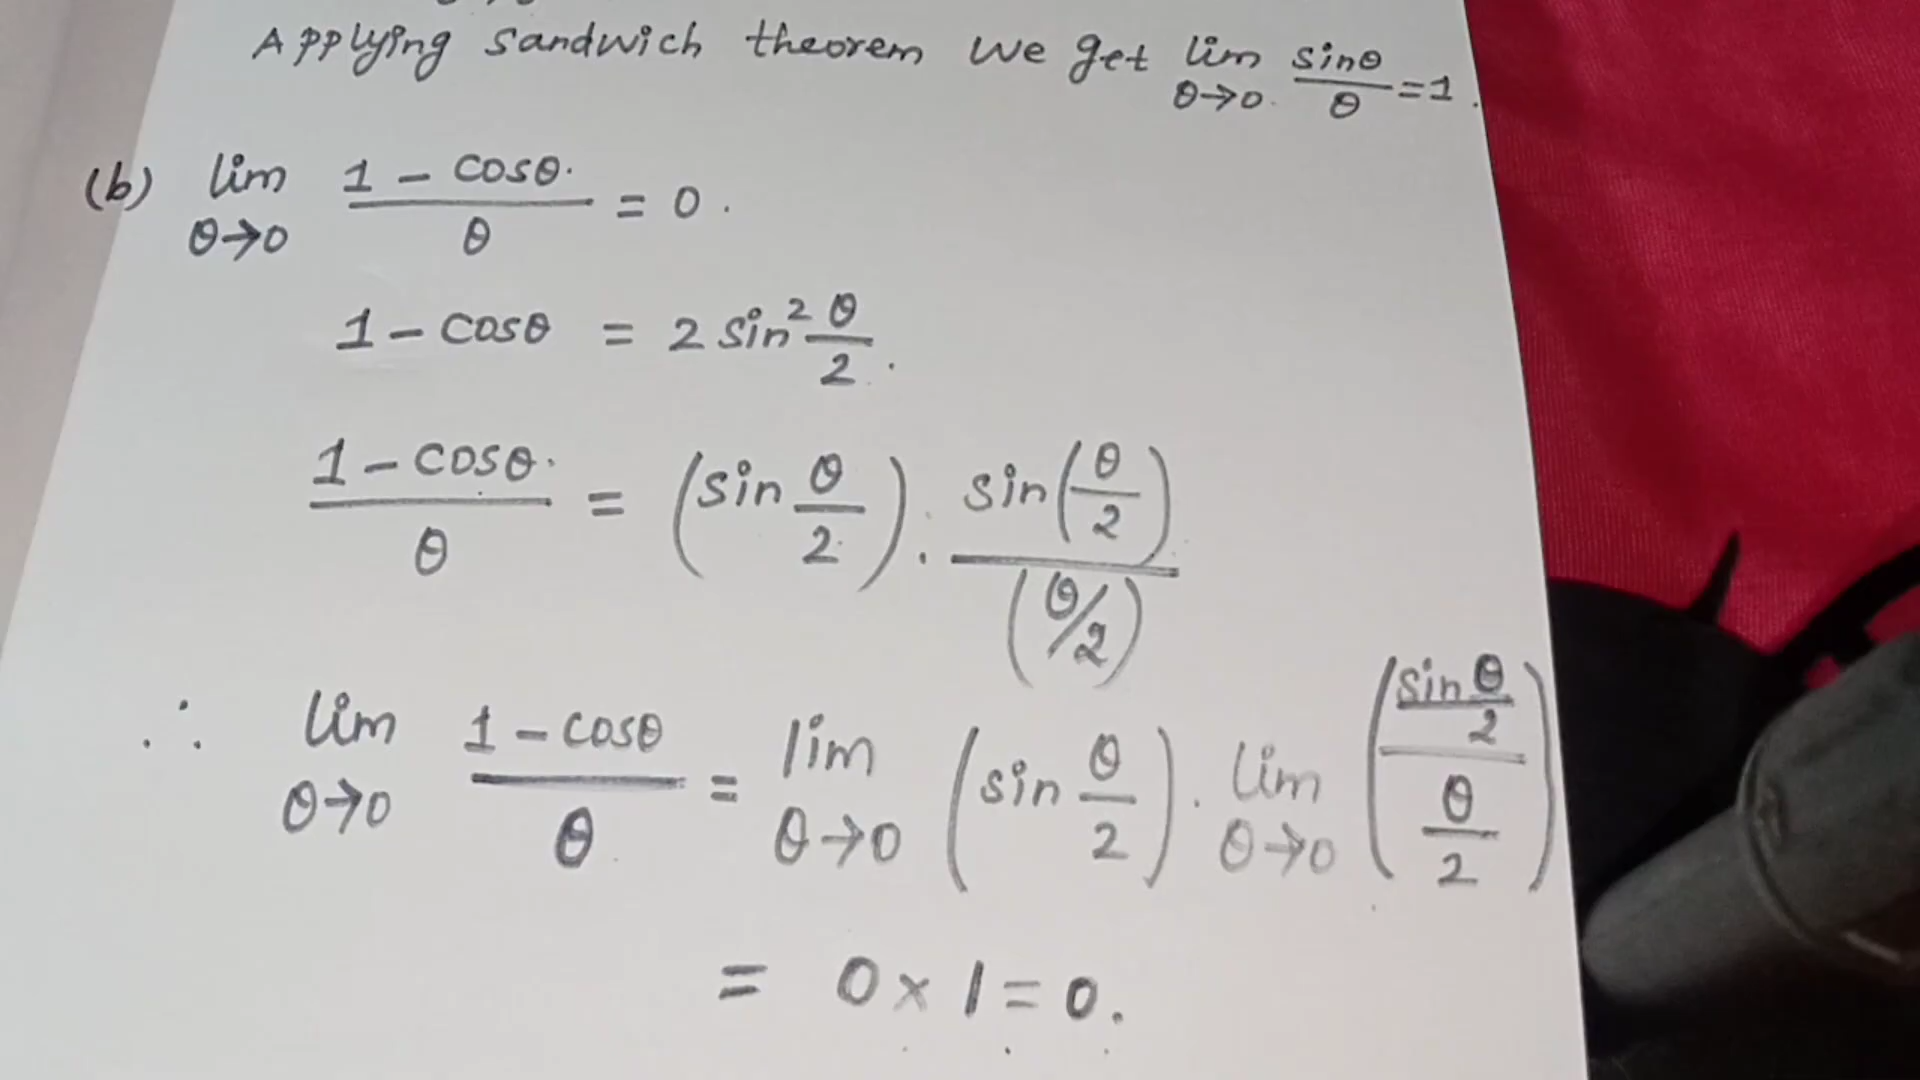 Applying sandwich theorem we get lim θ→0 sinθ/θ = 1.
(b) lim θ→0 (1 - cosθ)/θ = 0.
1 - cosθ = 2 sin² θ/2.
(1 - cosθ)/θ = (sin θ/2) . sin(θ/2)/(θ/2)
∴ lim θ→0 (1 - cosθ)/θ = lim θ→0 (sin θ/2) . lim θ→0 ((sin θ/2)/(θ/2))
= 0 × 1 = 0.